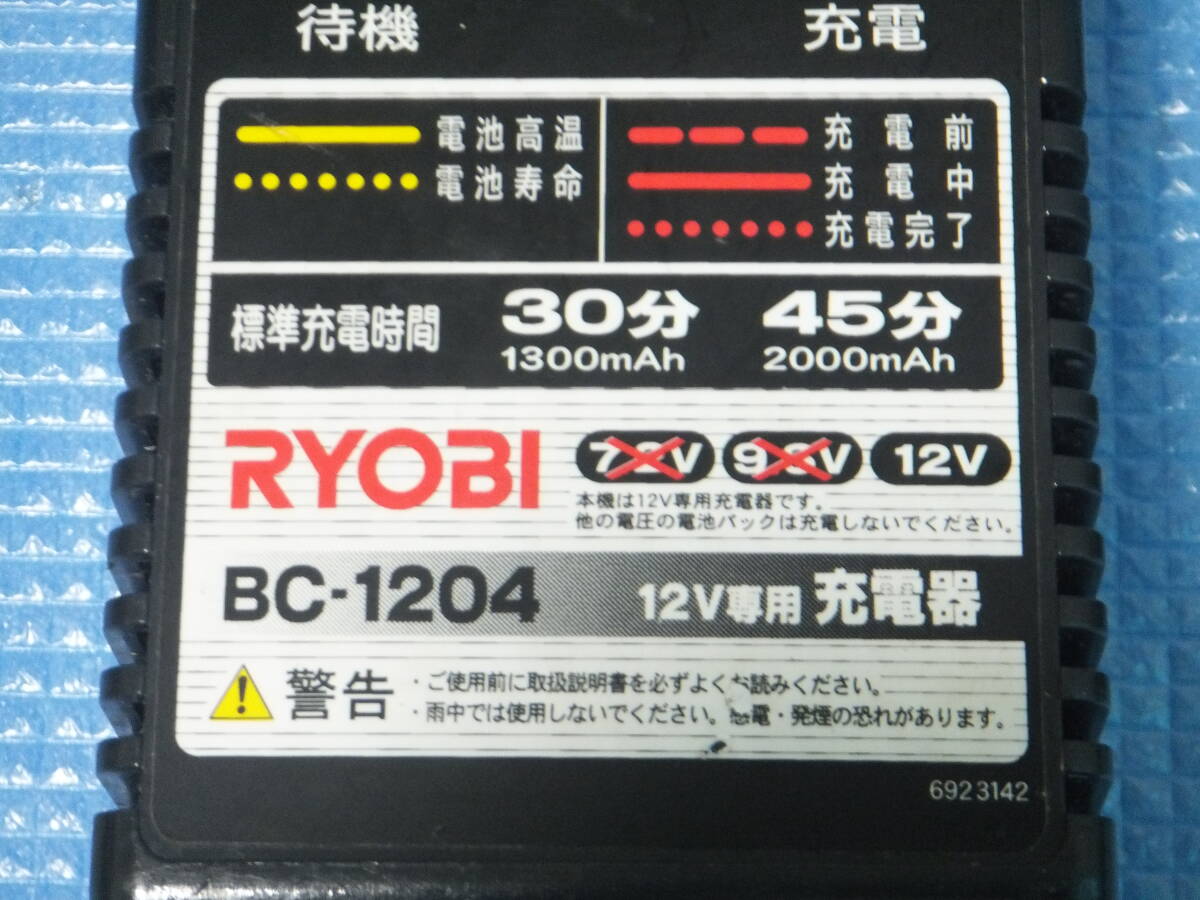 待機 充電
電池高温 充電前
電池寿命 充電中
充電完了
標準充電時間 30分 45分
1300mAh 2000mAh
RYOBI 12V
本機は12V専用充電器です。
他の電圧の電池パックは充電しないでください。
BC-1204 12V専用 充電器
警告 ・ご使用前に取扱説明書を必ずよくお読みください。
・雨中では使用しないでください。感電・発煙の恐れがあります。
6923142